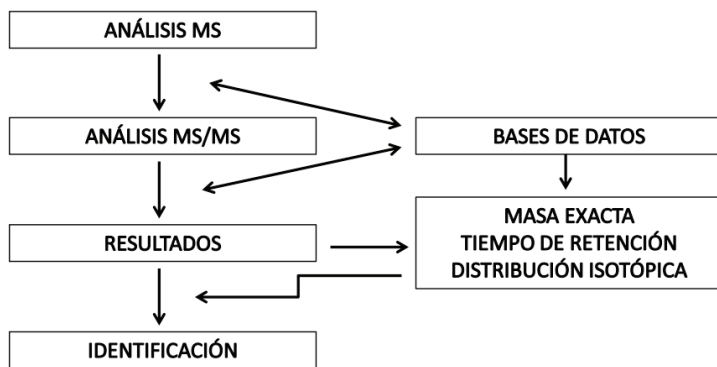 ANÁLISIS MS
ANÁLISIS MS/MS
BASES DE DATOS
RESULTADOS
MASA EXACTA
TIEMPO DE RETENCIÓN
DISTRIBUCIÓN ISOTÓPICA
IDENTIFICACIÓN